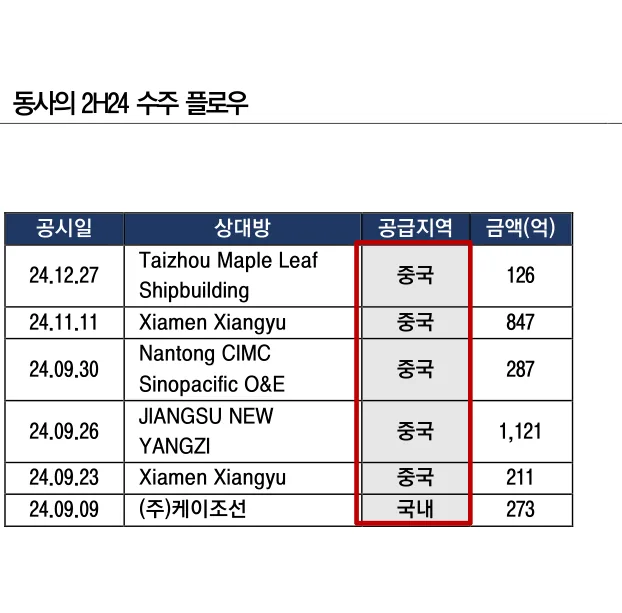 동사의 2H24 수주 플로우
공시일 상대방 공급지역 금액(억)
24.12.27 Taizhou Maple Leaf Shipbuilding 중국 126
24.11.11 Xiamen Xiangyu 중국 847
24.09.30 Nantong CIMC Sinopacific O&E 중국 287
24.09.26 JIANGSU NEW YANGZI 중국 1,121
24.09.23 Xiamen Xiangyu 중국 211
24.09.09 (주)케이조선 국내 273